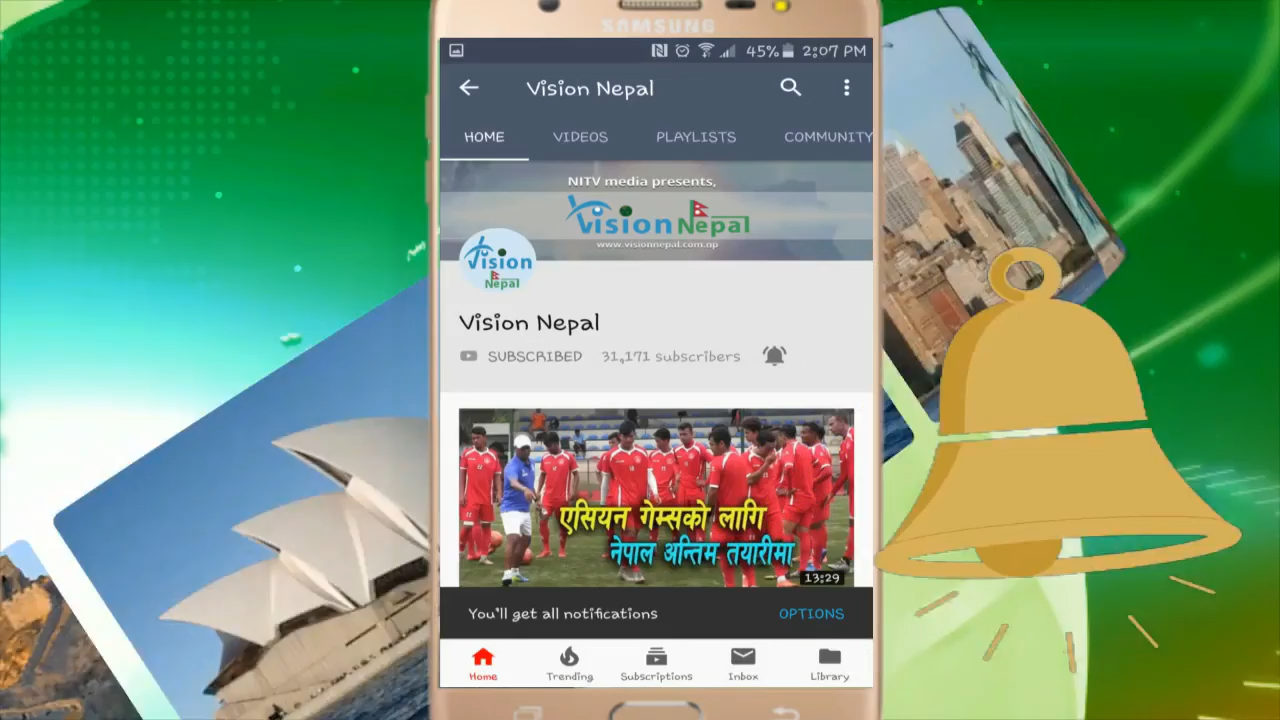 SAMSUNG
45% 2:07 PM
Vision Nepal
HOME VIDEOS PLAYLISTS COMMUNITY
NITV media presents,
Vision Nepal
www.visionnepal.com.np
Vision
Nepal
Vision Nepal
SUBSCRIBED 31,171 subscribers
एसियन गेम्सको लागि
नेपाल अन्तिम तयारीमा
13:29
You'll get all notifications OPTIONS
Home Trending Subscriptions Inbox Library